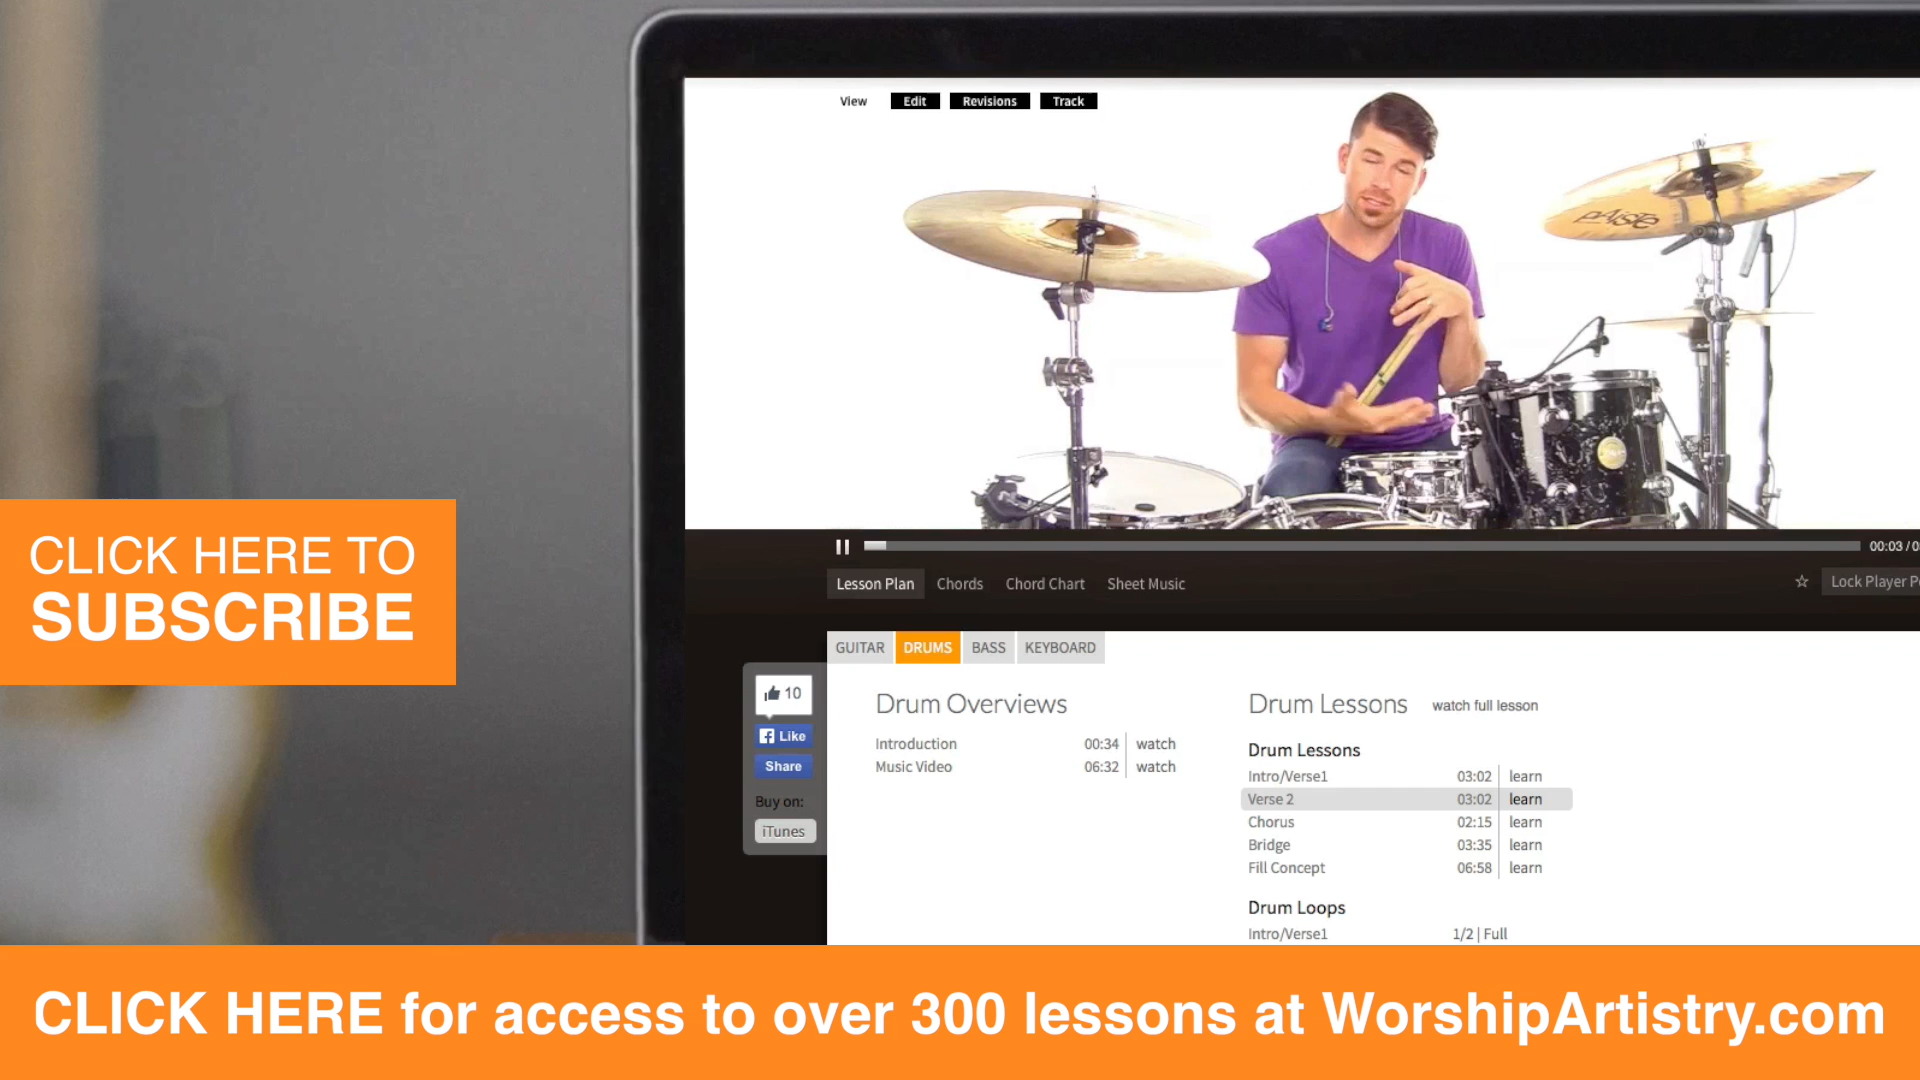 View Edit Revisions Track
PAISTE
00:03 / 0
Lesson Plan Chords Chord Chart Sheet Music
Lock Player P
CLICK HERE TO
SUBSCRIBE
GUITAR DRUMS BASS KEYBOARD
10
Like
Share
Buy on:
iTunes
Drum Overviews
Introduction 00:34 watch
Music Video 06:32 watch
Drum Lessons watch full lesson
Drum Lessons
Intro/Verse1 03:02 learn
Verse 2 03:02 learn
Chorus 02:15 learn
Bridge 03:35 learn
Fill Concept 06:58 learn
Drum Loops
Intro/Verse1 1/2 | Full
CLICK HERE for access to over 300 lessons at WorshipArtistry.com